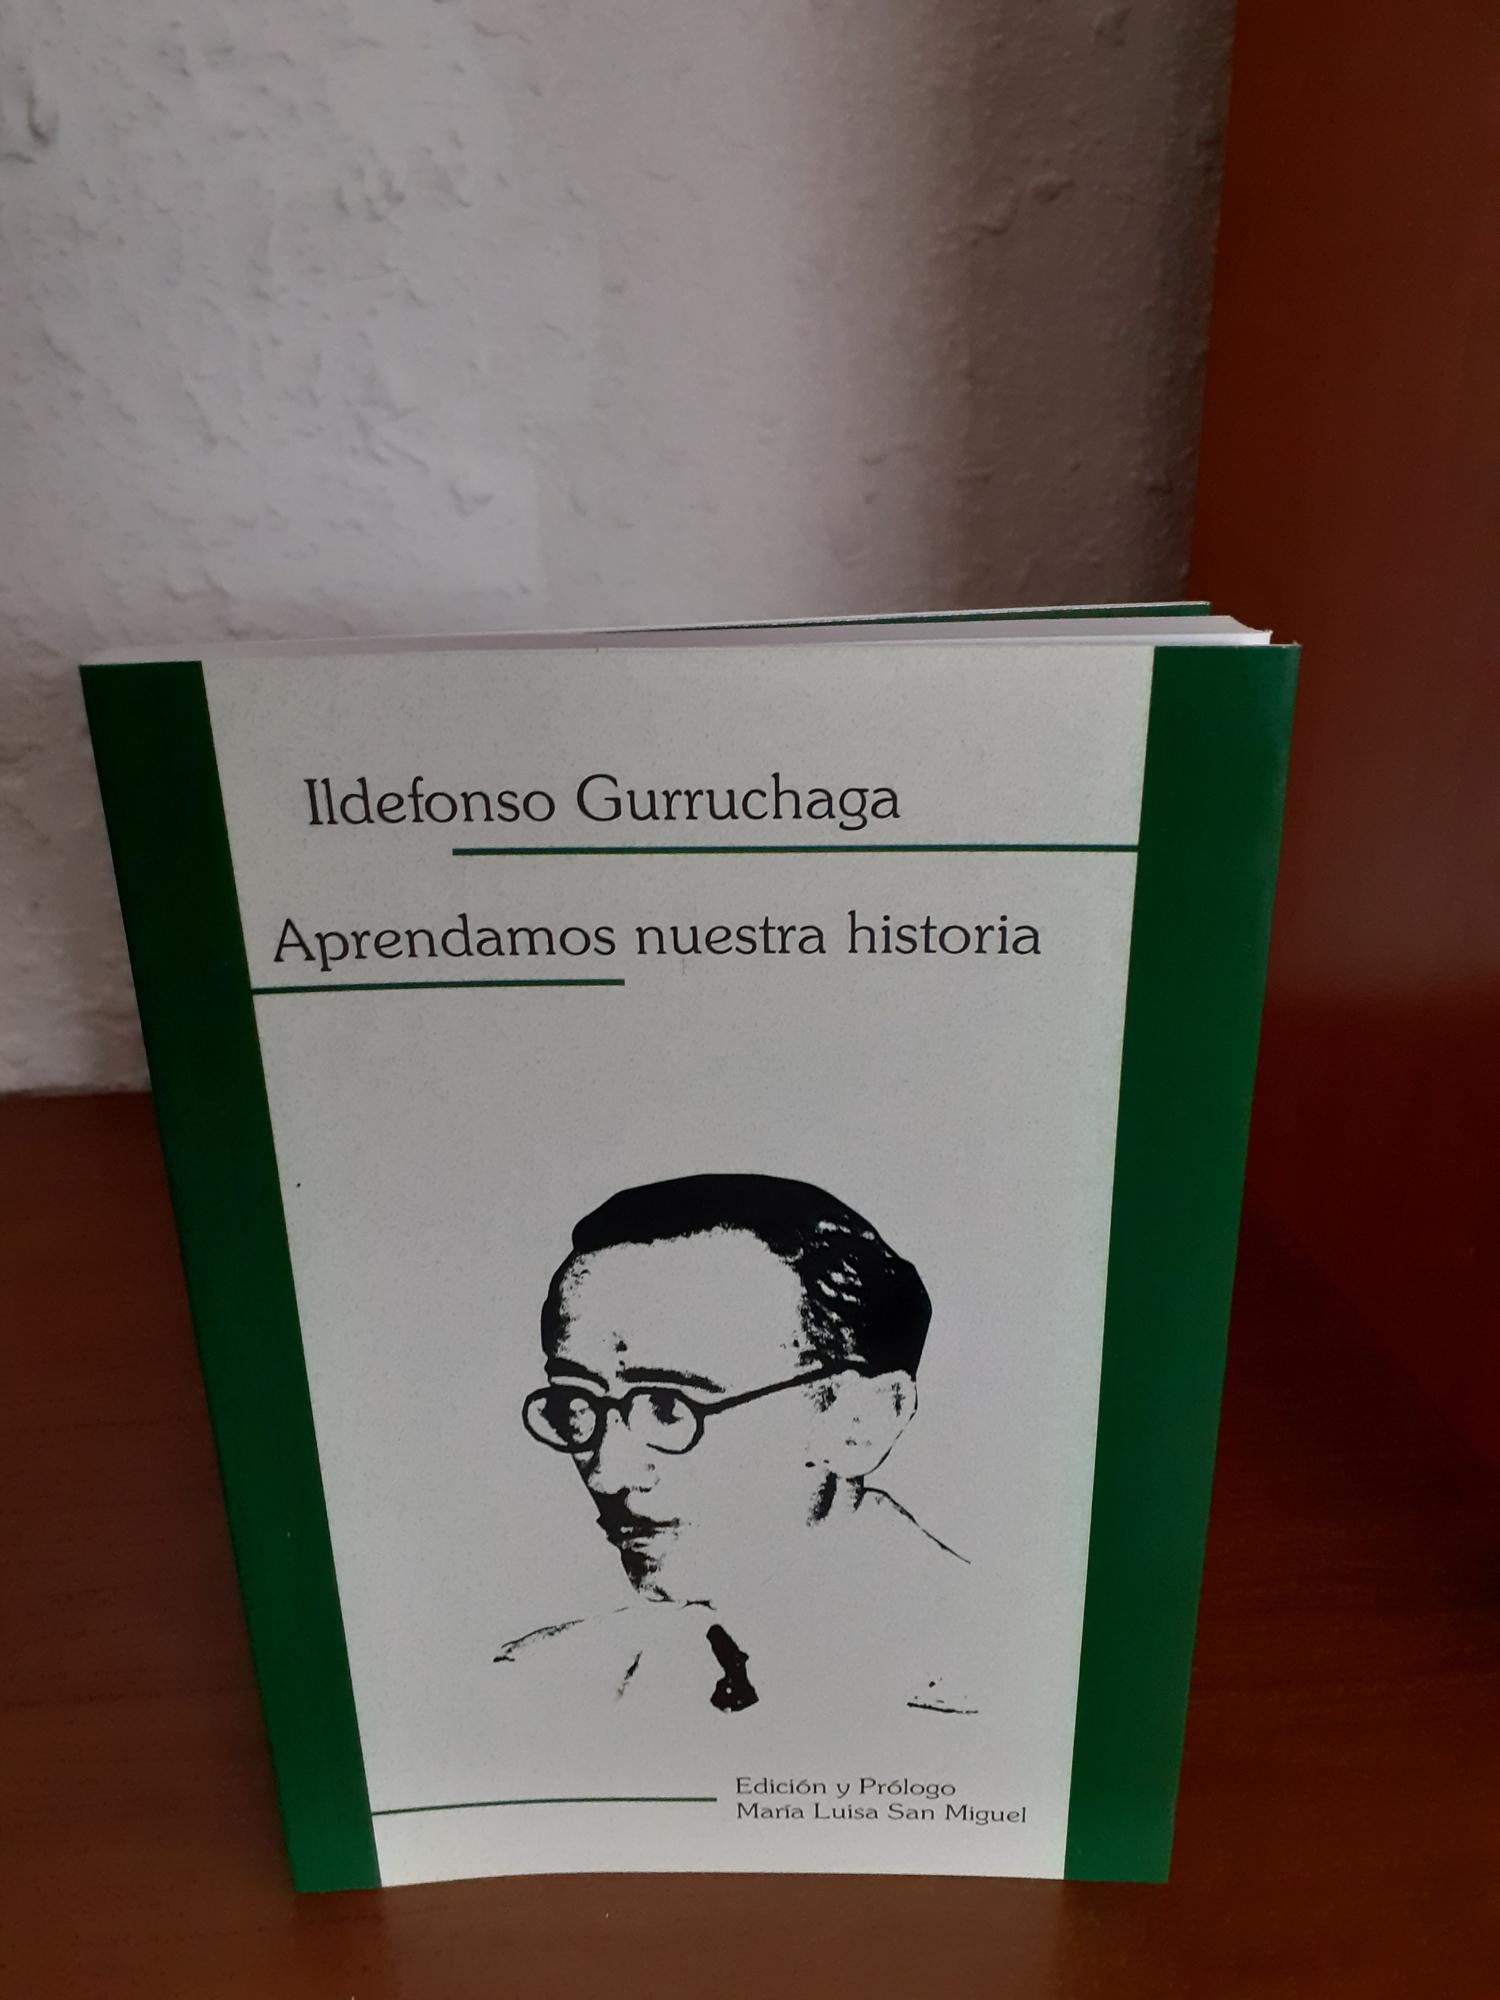 Ildefonso Gurruchaga
Aprendamos nuestra historia
Edición y Prólogo
María Luisa San Miguel